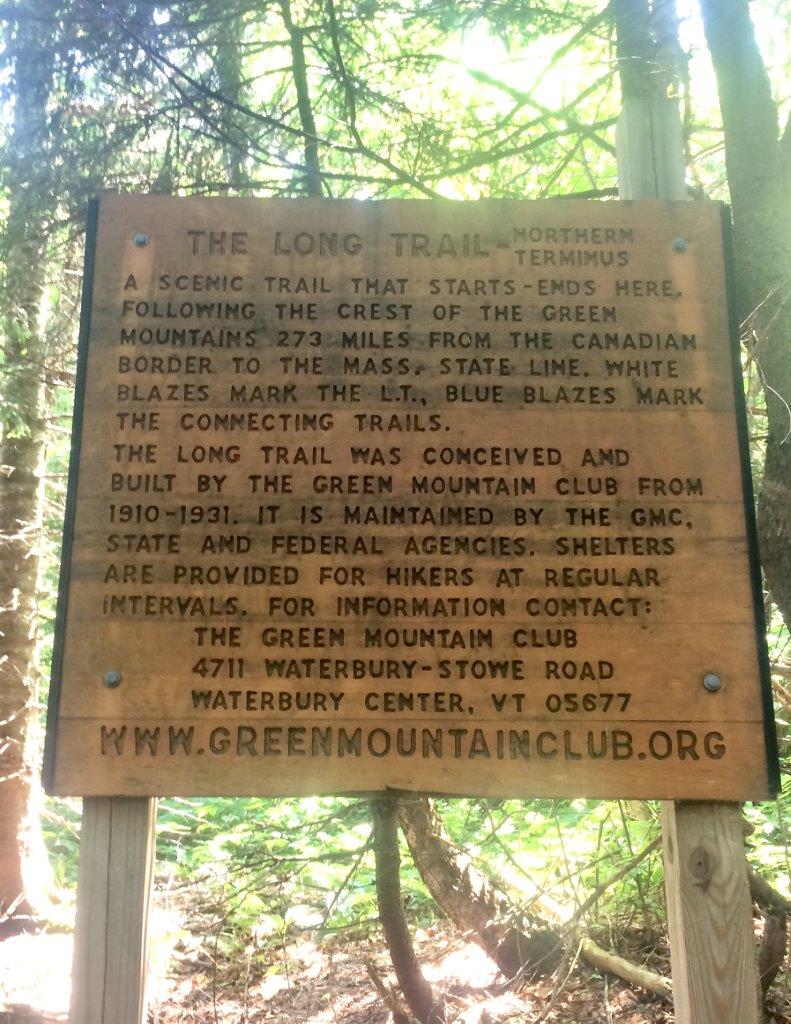 THE LONG TRAIL-NORTHERN TERMINUS
A SCENIC TRAIL THAT STARTS-ENDS HERE.
FOLLOWING THE CREST OF THE GREEN
MOUNTAINS 273 MILES FROM THE CANADIAN
BORDER TO THE MASS. STATE LINE. WHITE
BLAZES MARK THE L.T., BLUE BLAZES MARK
THE CONNECTING TRAILS.
THE LONG TRAIL WAS CONCEIVED AND
BUILT BY THE GREEN MOUNTAIN CLUB FROM
1910-1931. IT IS MAINTAINED BY THE GMC,
STATE AND FEDERAL AGENCIES. SHELTERS
ARE PROVIDED FOR HIKERS AT REGULAR
INTERVALS. FOR INFORMATION CONTACT:
THE GREEN MOUNTAIN CLUB
4711 WATERBURY-STOWE ROAD
WATERBURY CENTER, VT 05677
WWW.GREENMOUNTAINCLUB.ORG